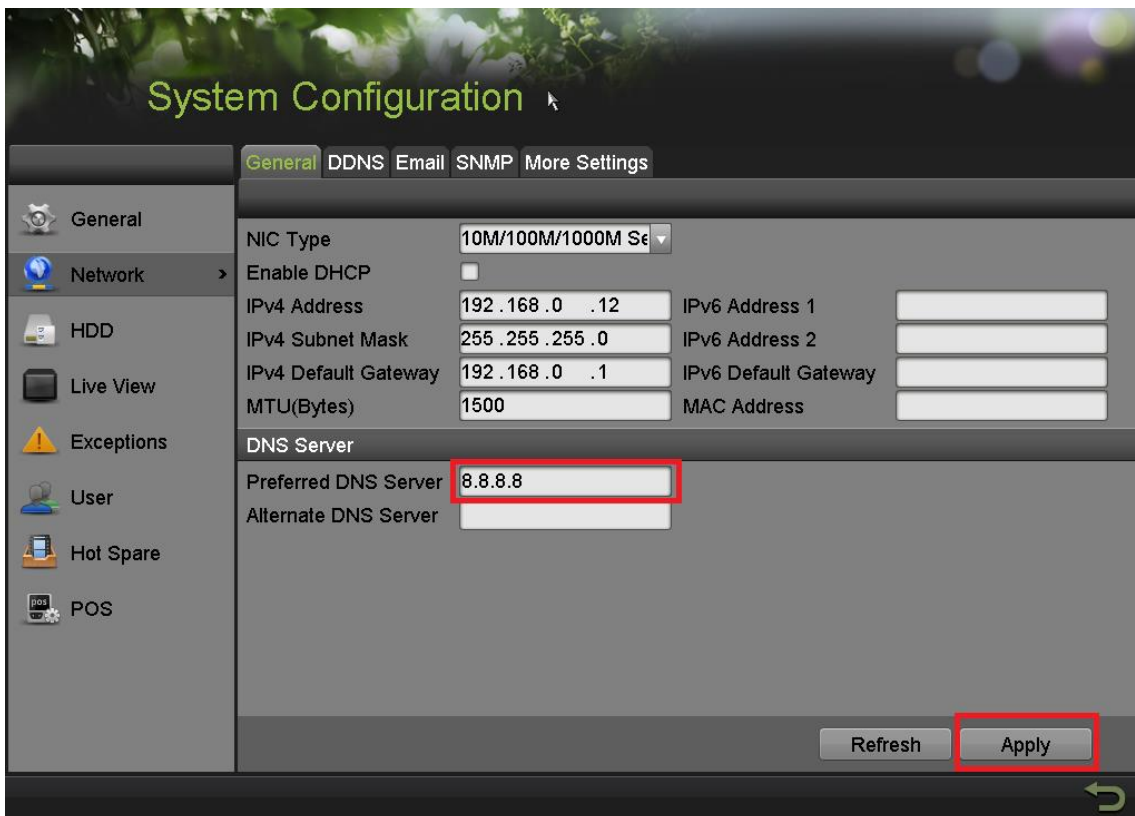 System Configuration
General DDNS Email SNMP More Settings
General
Network >
HDD
Live View
Exceptions
User
Hot Spare
pos POS
NIC Type 10M/100M/1000M Se
Enable DHCP
IPv4 Address 192.168.0.12 IPv6 Address 1
IPv4 Subnet Mask 255.255.255.0 IPv6 Address 2
IPv4 Default Gateway 192.168.0.1 IPv6 Default Gateway
MTU(Bytes) 1500 MAC Address
DNS Server
Preferred DNS Server 8.8.8.8
Alternate DNS Server
Refresh Apply